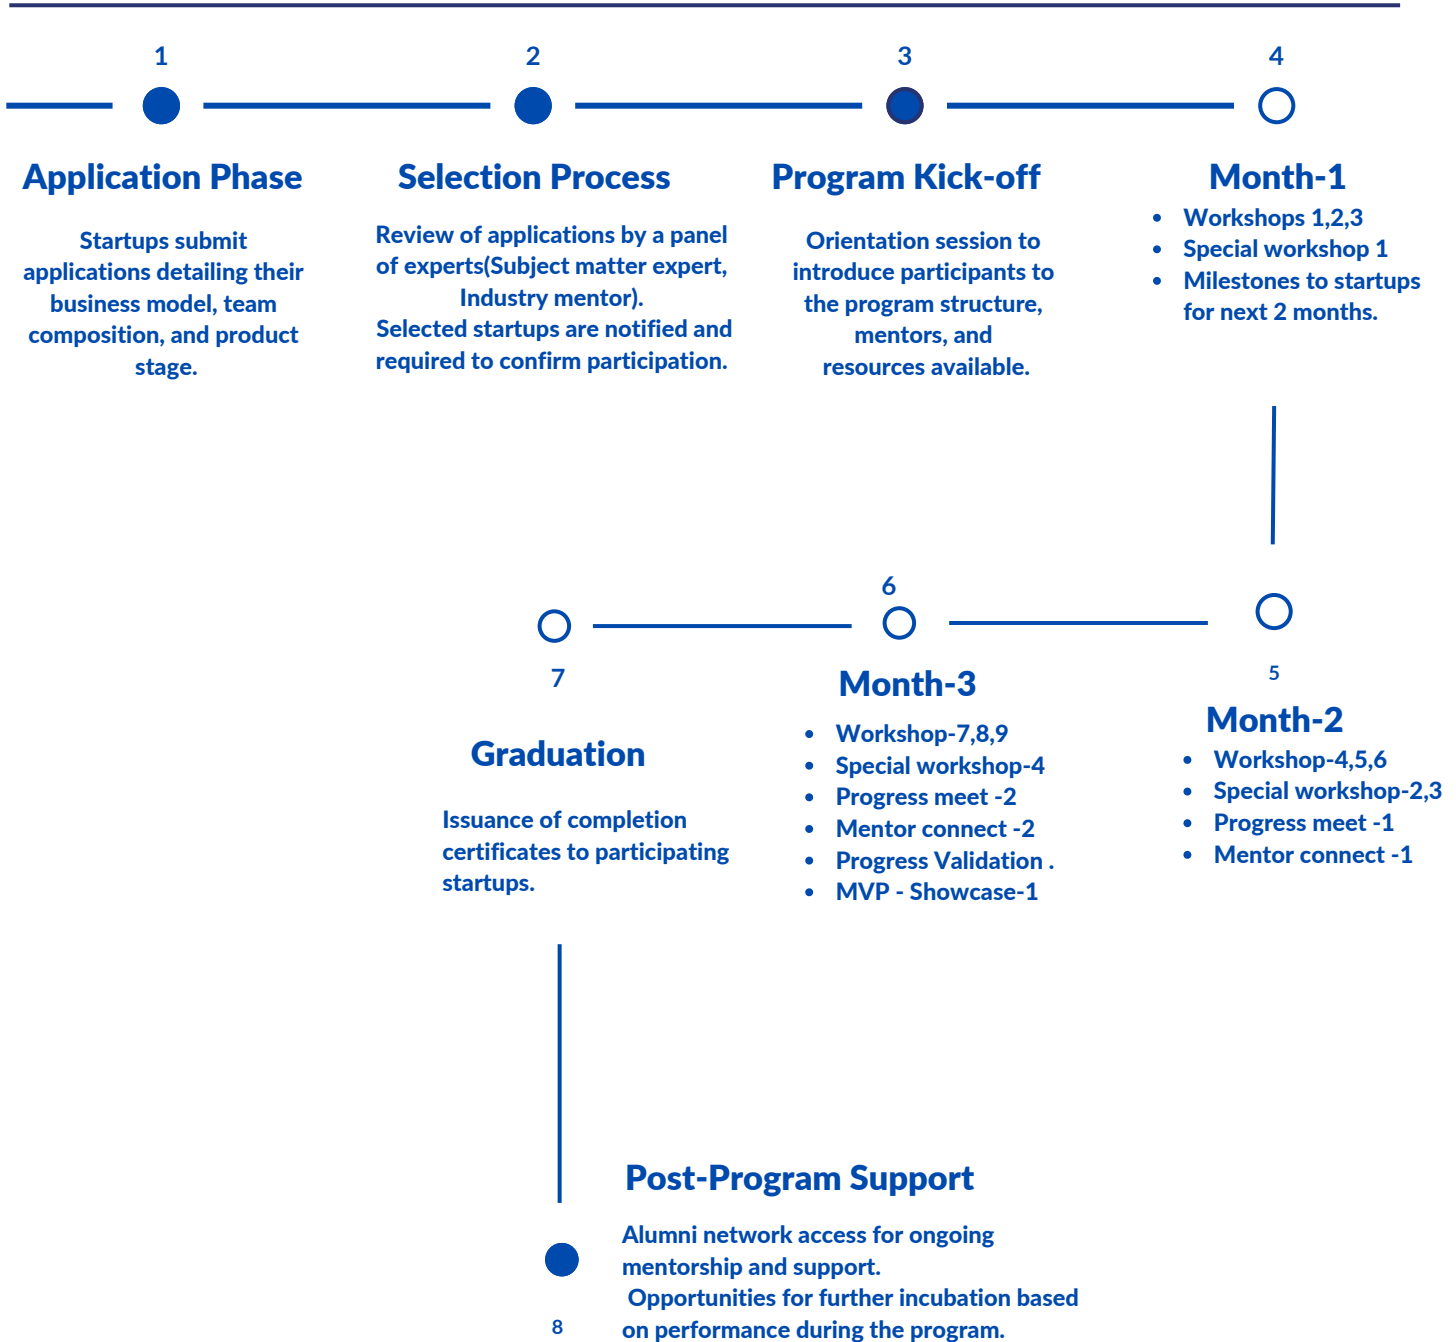 1
2
3
4
Application Phase
Startups submit
applications detailing their
business model, team
composition, and product
stage.
Selection Process
Review of applications by a panel
of experts(Subject matter expert,
Industry mentor).
Selected startups are notified and
required to confirm participation.
Program Kick-off
Orientation session to
introduce participants to
the program structure,
mentors, and
resources available.
Month-1
• Workshops 1,2,3
• Special workshop 1
• Milestones to startups
for next 2 months.
5
Month-2
• Workshop-4,5,6
• Special workshop-2,3
• Progress meet -1
• Mentor connect -1
6
Month-3
• Workshop-7,8,9
• Special workshop-4
• Progress meet -2
• Mentor connect -2
• Progress Validation .
• MVP - Showcase-1
7
Graduation
Issuance of completion
certificates to participating
startups.
8
Post-Program Support
Alumni network access for ongoing
mentorship and support.
Opportunities for further incubation based
on performance during the program.